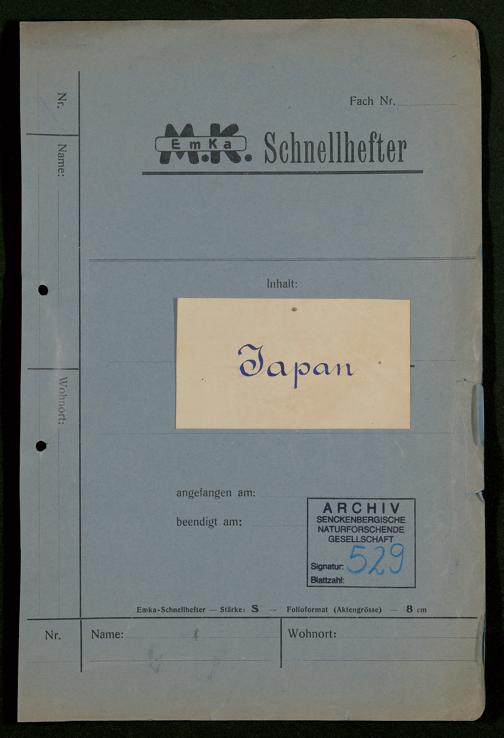 Nr.
Name:
Wohnort:
Fach Nr.
M.K.
EmKa
Schnellhefter
Inhalt:
Japan
angefangen am:
beendigt am:
ARCHIV
SENCKENBERGISCHE
NATURFORSCHENDE
GESELLSCHAFT
Signatur: 529
Blattzahl:
Emka-Schnellhefter — Stärke: S — Folioformat (Aktengrösse) — 8 cm
Nr. Name: Wohnort: